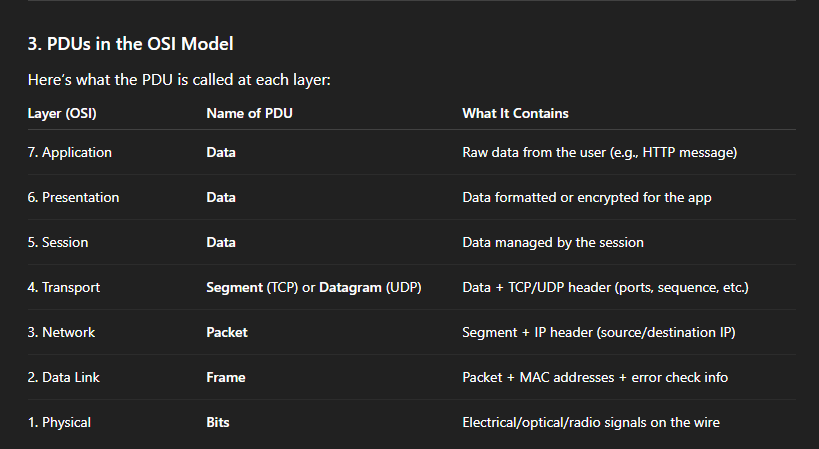 3. PDUs in the OSI Model
Here's what the PDU is called at each layer:
Layer (OSI) Name of PDU What It Contains
7. Application Data Raw data from the user (e.g., HTTP message)
6. Presentation Data Data formatted or encrypted for the app
5. Session Data Data managed by the session
4. Transport Segment (TCP) or Datagram (UDP) Data + TCP/UDP header (ports, sequence, etc.)
3. Network Packet Segment + IP header (source/destination IP)
2. Data Link Frame Packet + MAC addresses + error check info
1. Physical Bits Electrical/optical/radio signals on the wire